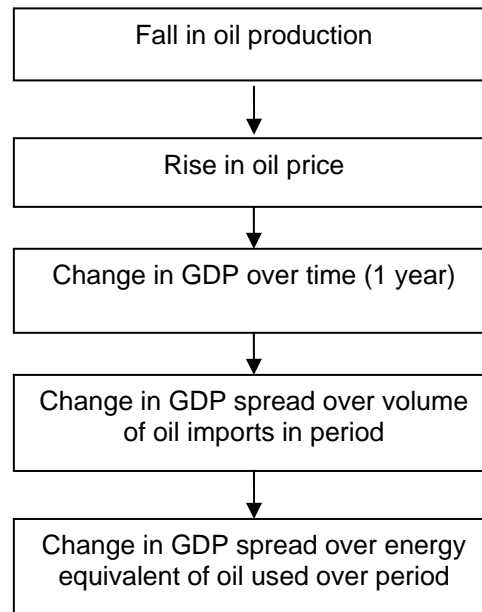 Fall in oil production
Rise in oil price
Change in GDP over time (1 year)
Change in GDP spread over volume
of oil imports in period
Change in GDP spread over energy
equivalent of oil used over period